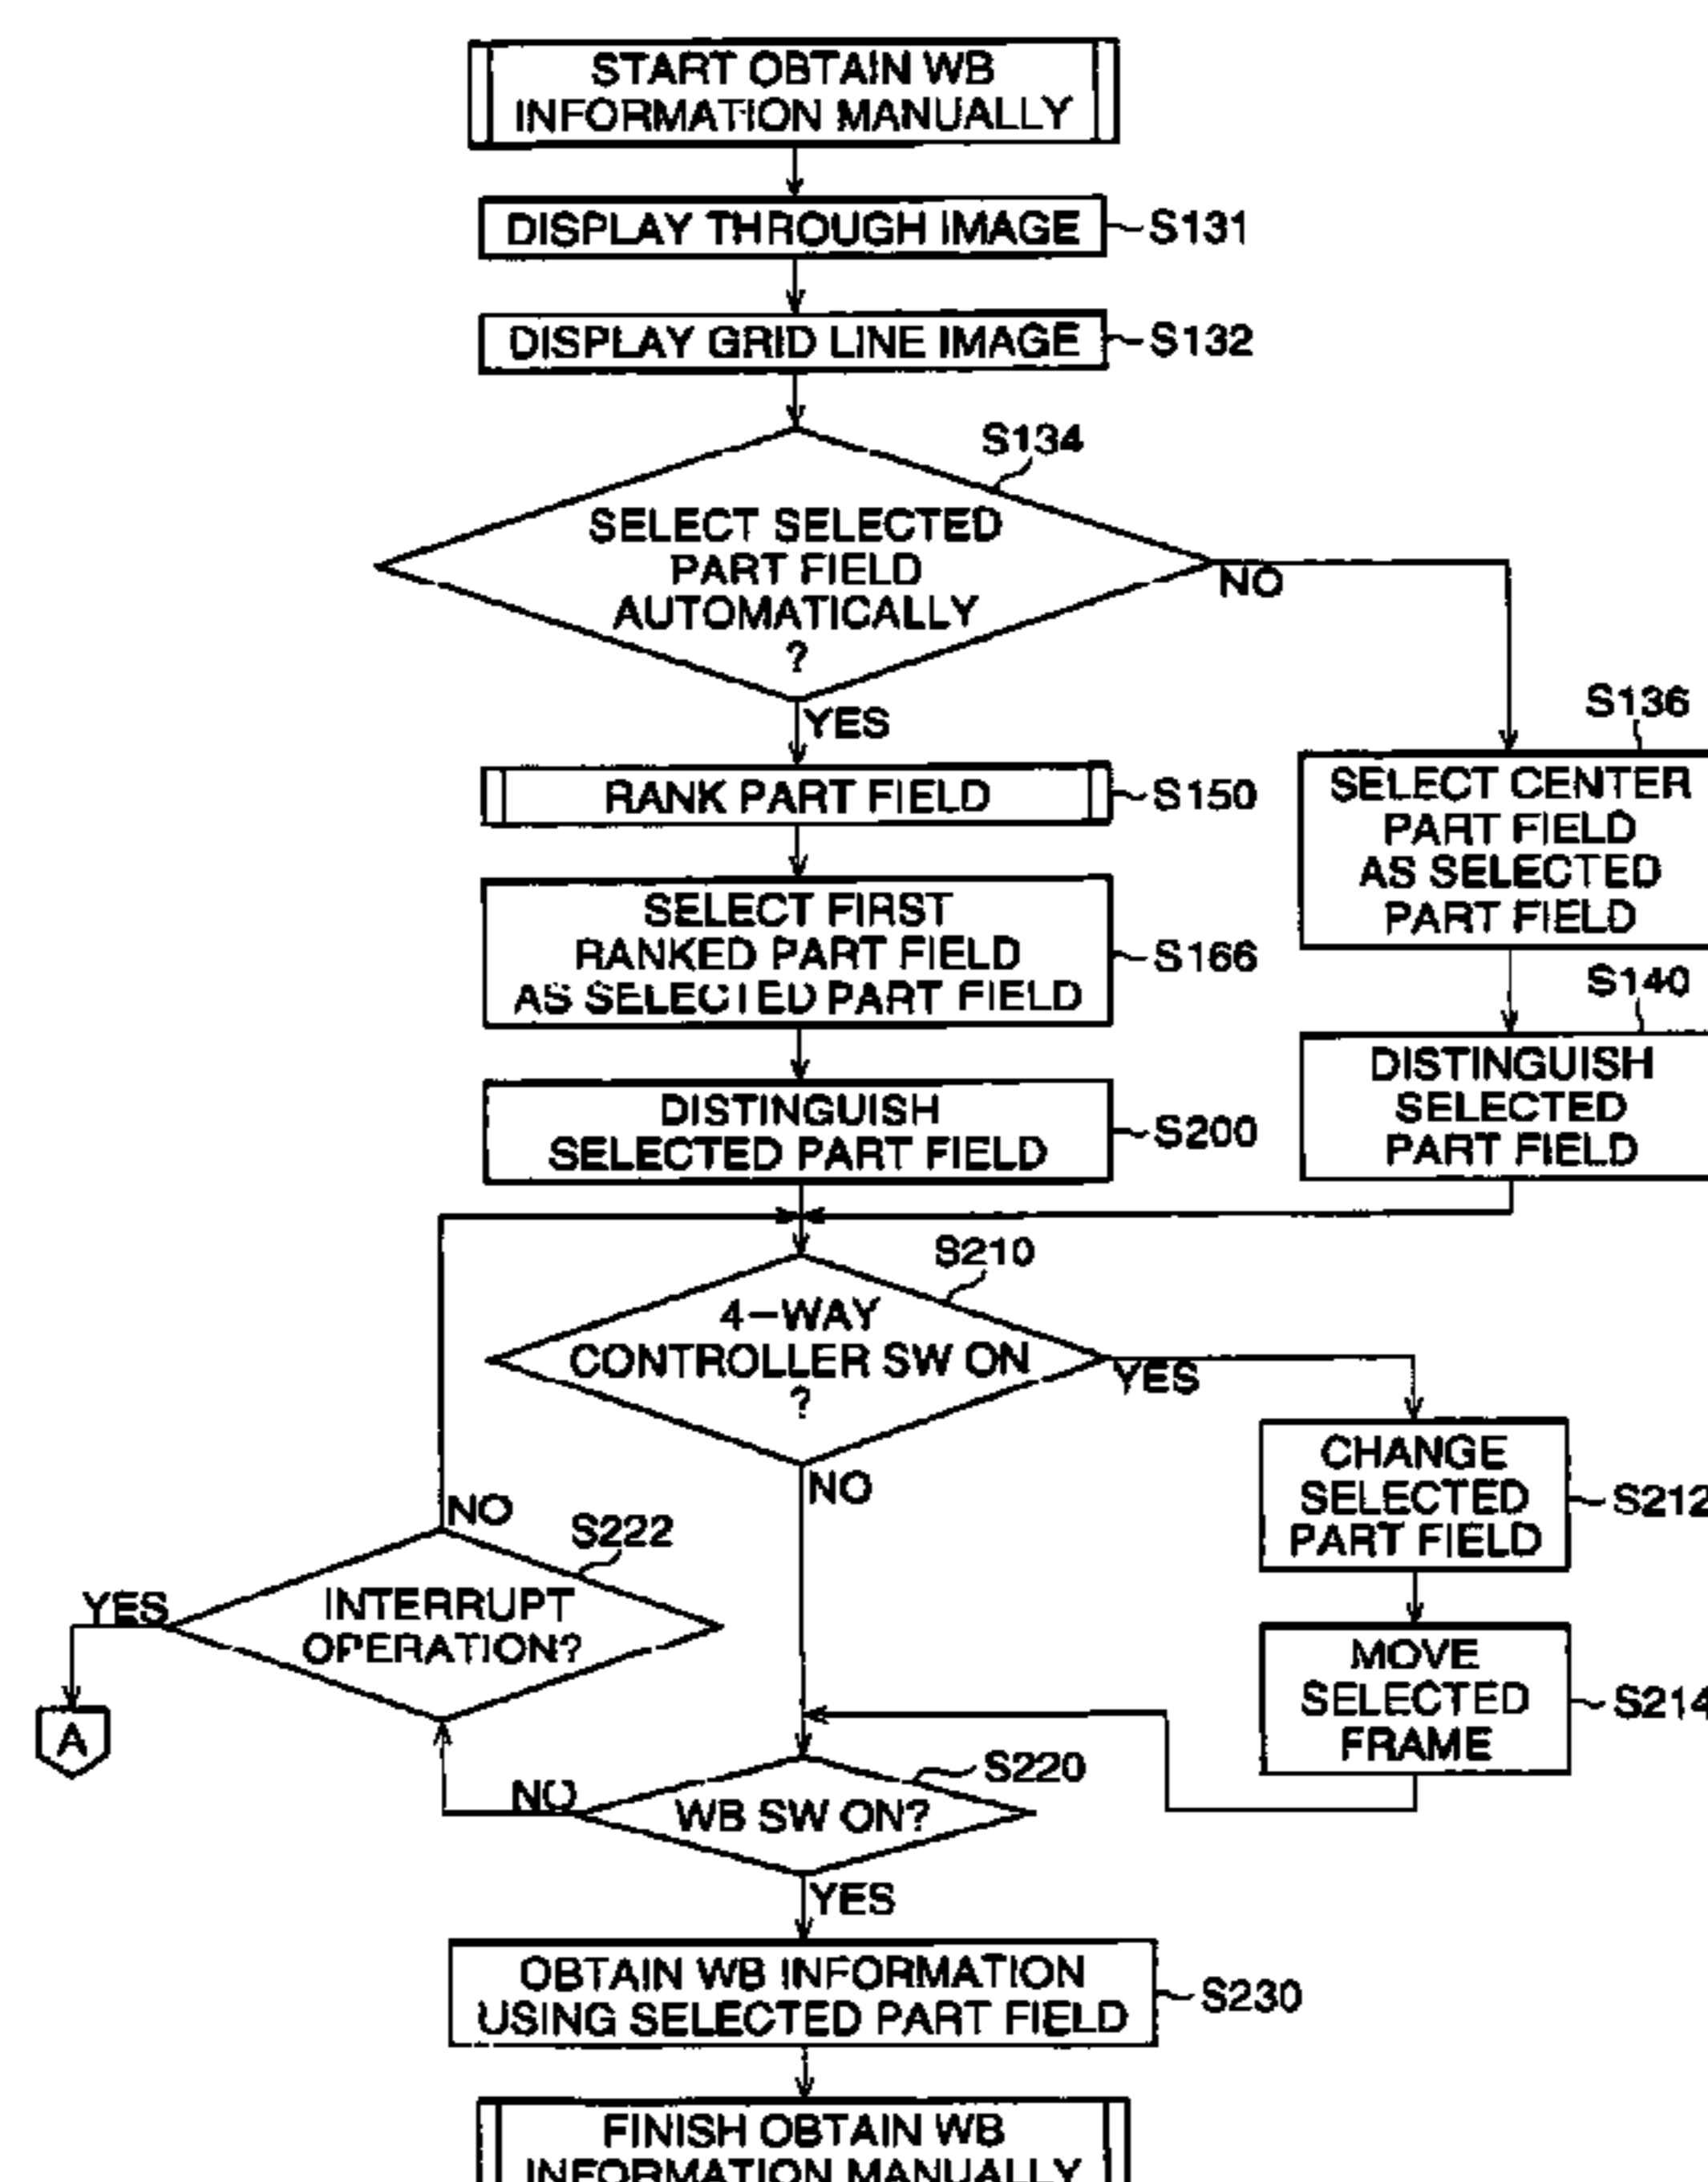 START OBTAIN WB
INFORMATION MANUALLY
DISPLAY THROUGH IMAGE
S131
DISPLAY GRID LINE IMAGE
S132
S134
SELECT SELECTED
PART FIELD
AUTOMATICALLY
?
NO
YES
S136
SELECT CENTER
PART FIELD
AS SELECTED
PART FIELD
RANK PART FIELD
S150
SELECT FIRST
RANKED PART FIELD
AS SELECTED PART FIELD
S166
S140
DISTINGUISH
SELECTED
PART FIELD
DISTINGUISH
SELECTED PART FIELD
S200
S210
4-WAY
CONTROLLER SW ON
?
YES
NO
CHANGE
SELECTED
PART FIELD
S212
NO
S222
INTERRUPT
OPERATION?
YES
A
MOVE
SELECTED
FRAME
S214
S220
WB SW ON?
NO
YES
OBTAIN WB INFORMATION
USING SELECTED PART FIELD
S230
FINISH OBTAIN WB
INFORMATION MANUALLY